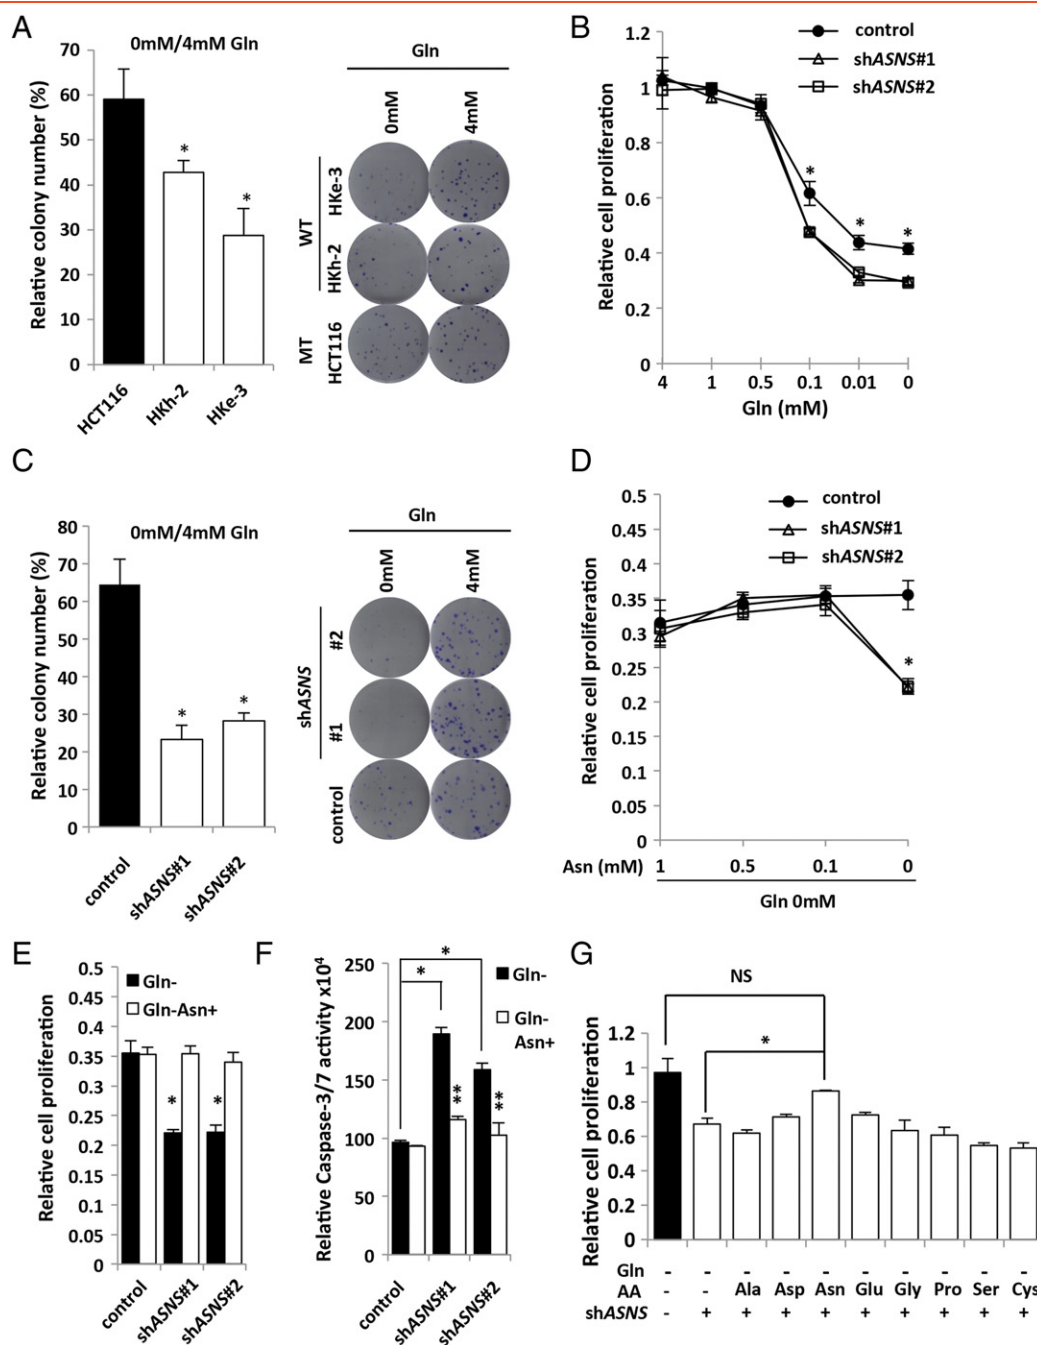 A
0mM/4mM Gln
Relative colony number (%)
70
60
50
40
30
20
10
0
*
*
HCT116
HKh-2
HKe-3
Gln
0mM
4mM
WT
HKe-3
HKh-2
MT
HCT116
B
control
shASNS#1
shASNS#2
Relative cell proliferation
1.2
1
0.8
0.6
0.4
0.2
0
*
*
*
4
1
0.5
0.1
0.01
0
Gln (mM)
C
0mM/4mM Gln
Relative colony number (%)
80
70
60
50
40
30
20
10
0
*
*
control
shASNS#1
shASNS#2
Gln
0mM
4mM
shASNS
#2
#1
control
D
control
shASNS#1
shASNS#2
Relative cell proliferation
0.5
0.45
0.4
0.35
0.3
0.25
0.2
0.15
0.1
0.05
0
*
Asn (mM)
1
0.5
0.1
0
Gln 0mM
E
Gln-
Gln-Asn+
Relative cell proliferation
0.5
0.45
0.4
0.35
0.3
0.25
0.2
0.15
0.1
0.05
0
*
*
control
shASNS#1
shASNS#2
F
Gln-
Gln-
Asn+
Relative Caspase-3/7 activity x10⁴
250
200
150
100
50
0
*
*
**
**
control
shASNS#1
shASNS#2
G
NS
*
Relative cell proliferation
1.2
1
0.8
0.6
0.4
0.2
0
Gln - - - - - - - - - -
AA - - Ala Asp Asn Glu Gly Pro Ser Cys
shASNS - + + + + + + + + +